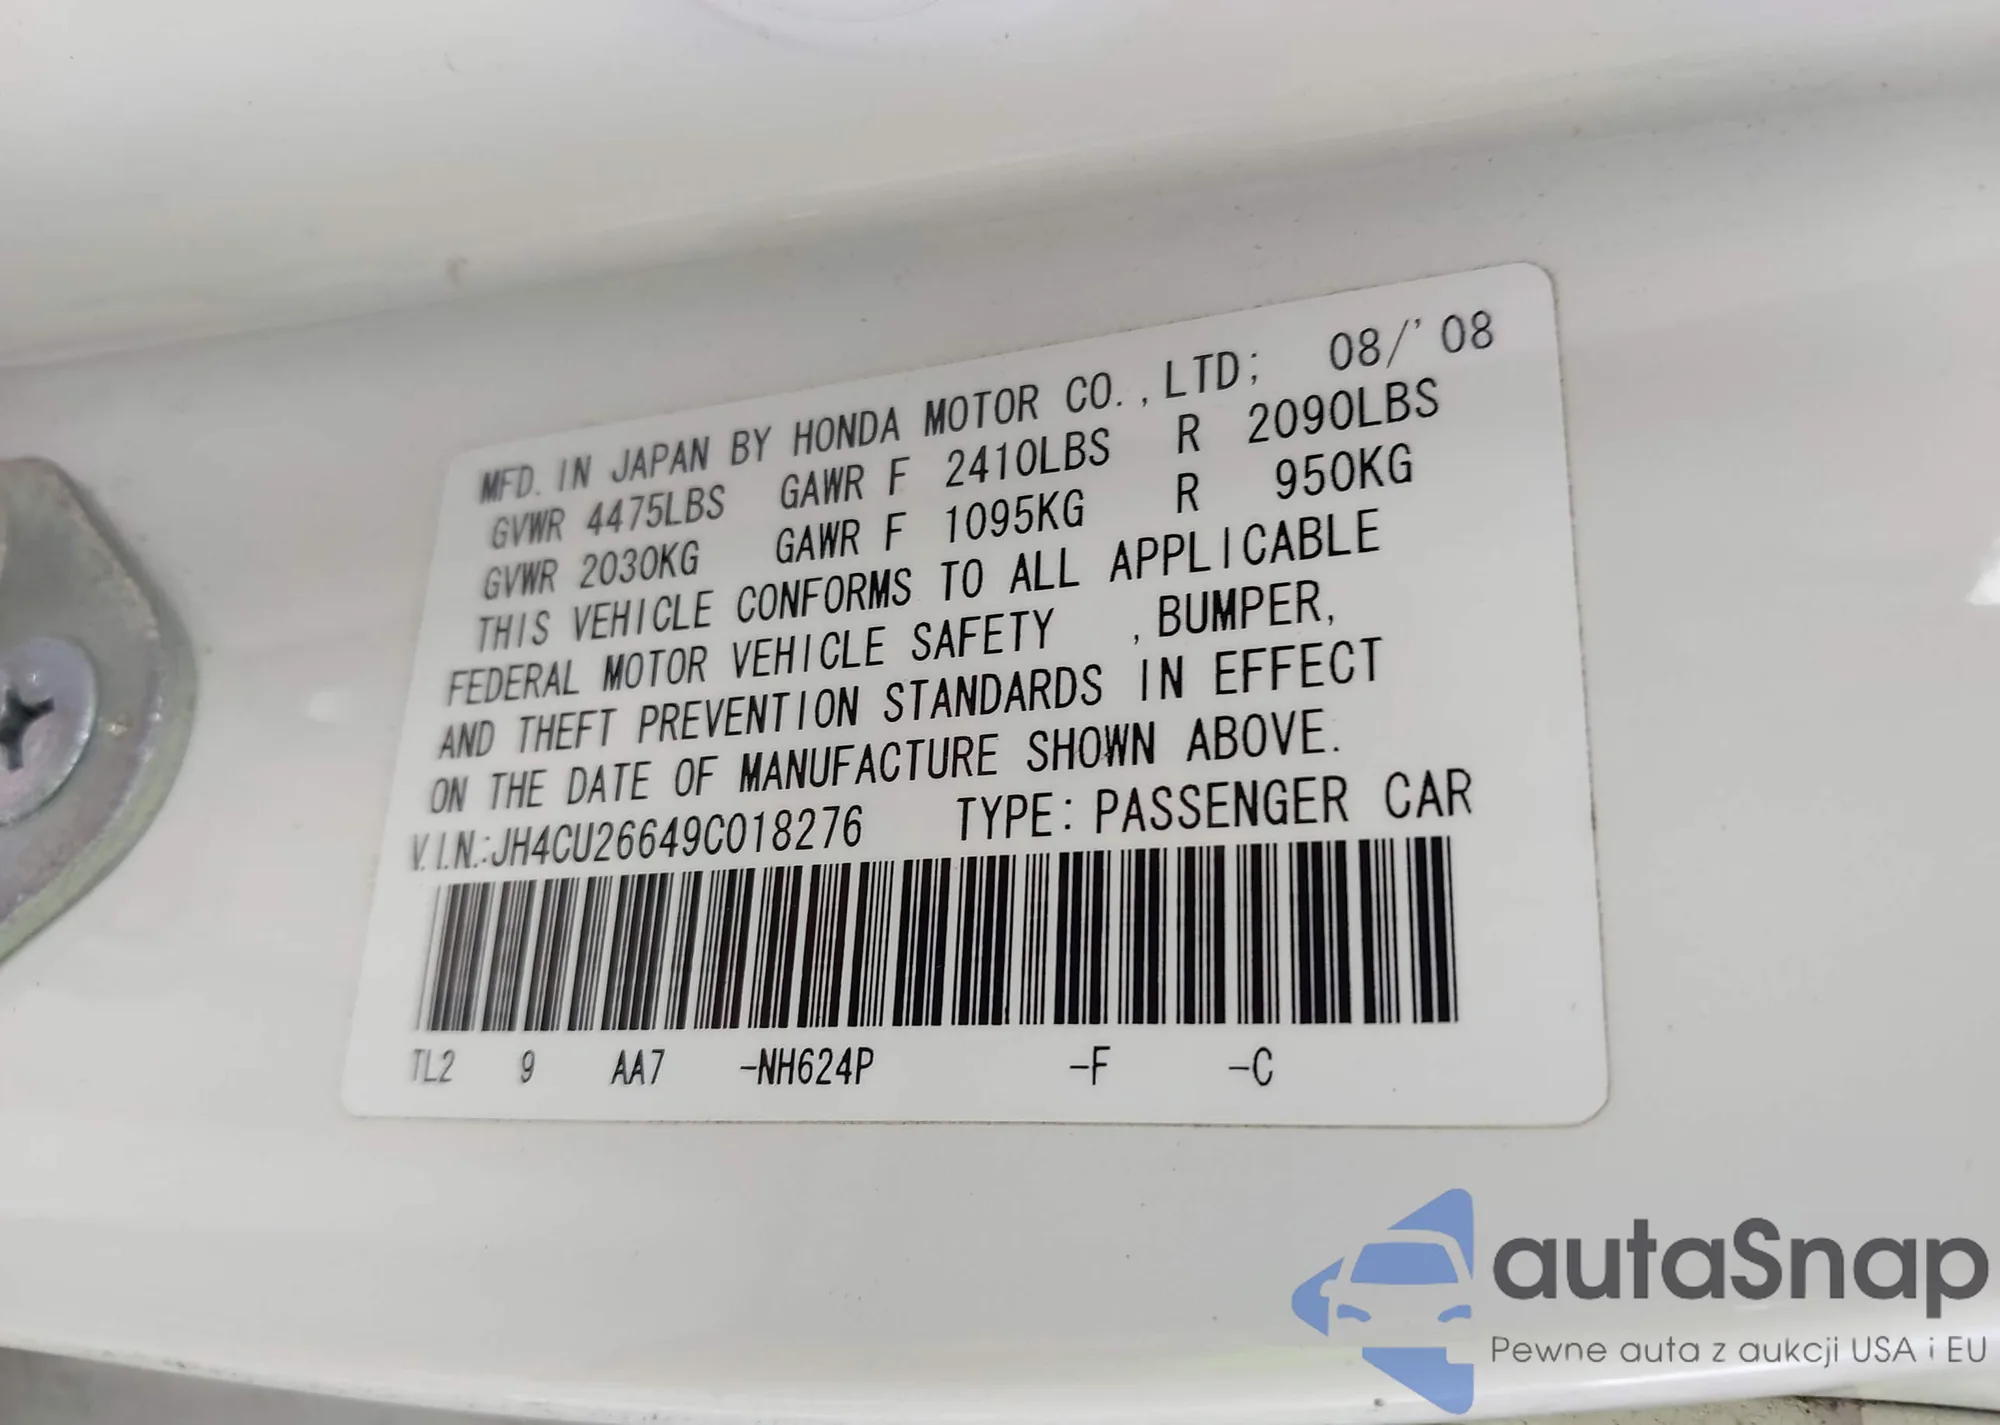 MFD. IN JAPAN BY HONDA MOTOR CO., LTD; 08/'08
GVWR 4475LBS GAWR F 2410LBS R 2090LBS
GVWR 2030KG GAWR F 1095KG R 950KG
THIS VEHICLE CONFORMS TO ALL APPLICABLE
FEDERAL MOTOR VEHICLE SAFETY , BUMPER,
AND THEFT PREVENTION STANDARDS IN EFFECT
ON THE DATE OF MANUFACTURE SHOWN ABOVE.
V.I.N.:JH4CU26649C018276 TYPE: PASSENGER CAR
TL2 9 AA7 -NH624P -F -C
autaSnap
Pewne auta z aukcji USA i EU